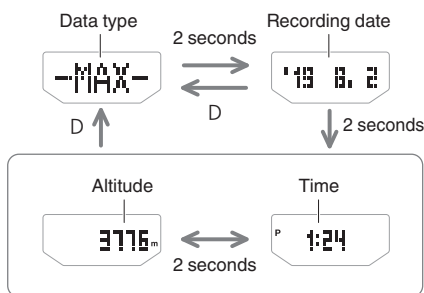 Data type
Recording date
2 seconds
-MAX-
'19 8. 2
D
D
2 seconds
Altitude
Time
3776m
P 1:24
2 seconds